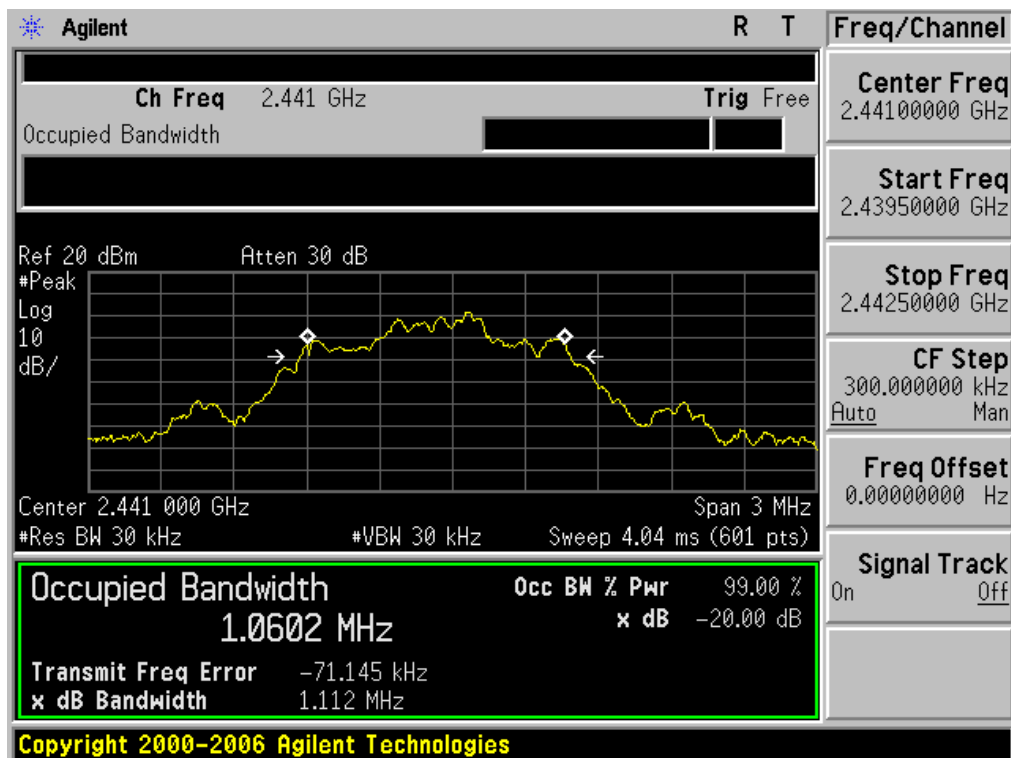 Agilent R T
Ch Freq 2.441 GHz Trig Free
Occupied Bandwidth
Ref 20 dBm Atten 30 dB
#Peak
Log
10
dB/
Center 2.441 000 GHz Span 3 MHz
#Res BW 30 kHz #VBW 30 kHz Sweep 4.04 ms (601 pts)
Occupied Bandwidth Occ BW % Pwr 99.00 %
1.0602 MHz x dB -20.00 dB
Transmit Freq Error -71.145 kHz
x dB Bandwidth 1.112 MHz
Copyright 2000-2006 Agilent Technologies
Freq/Channel
Center Freq
2.44100000 GHz
Start Freq
2.43950000 GHz
Stop Freq
2.44250000 GHz
CF Step
300.000000 kHz
Auto Man
Freq Offset
0.00000000 Hz
Signal Track
On Off